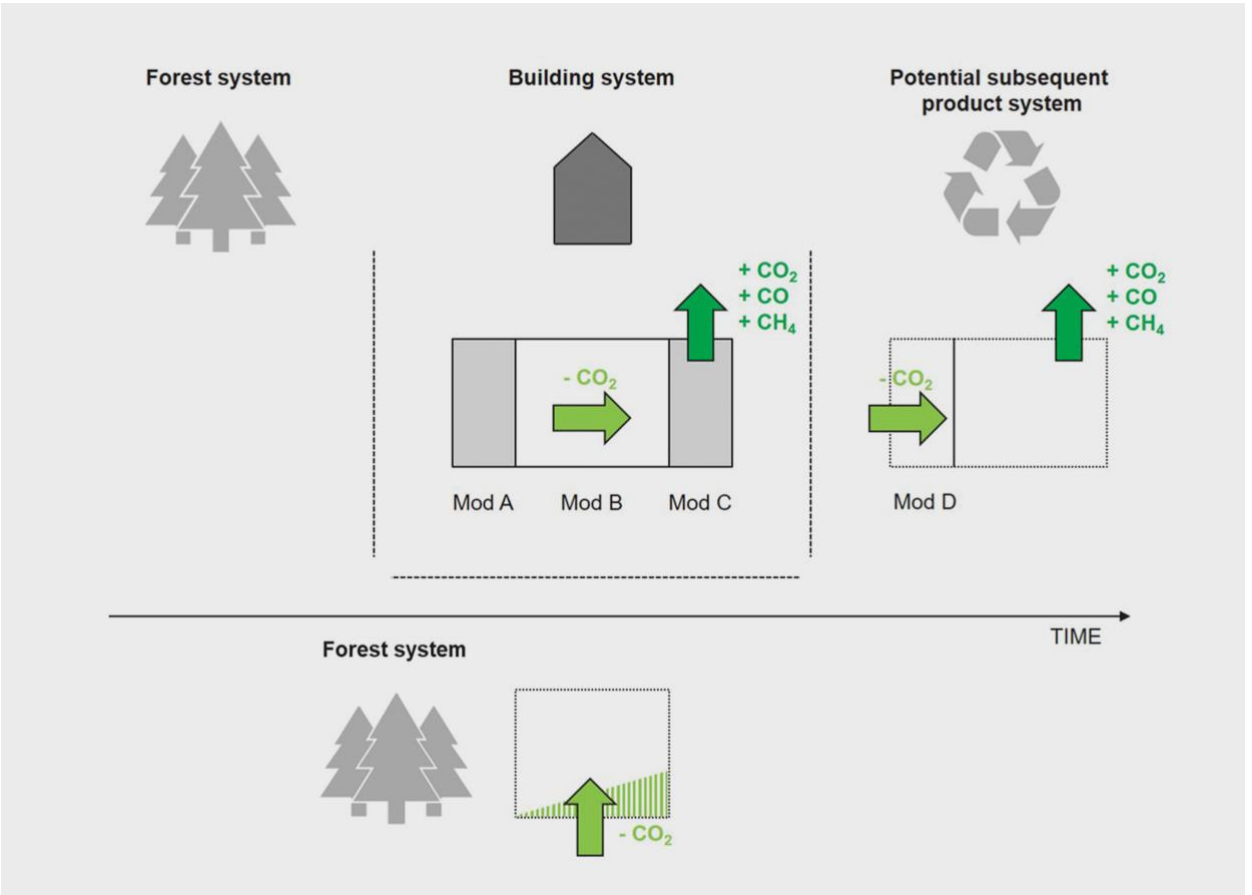 Forest system
Building system
Potential subsequent
product system
+ CO₂
+ CO
+ CH₄
+ CO₂
+ CO
+ CH₄
- CO₂
- CO₂
Mod A
Mod B
Mod C
Mod D
TIME
Forest system
- CO₂